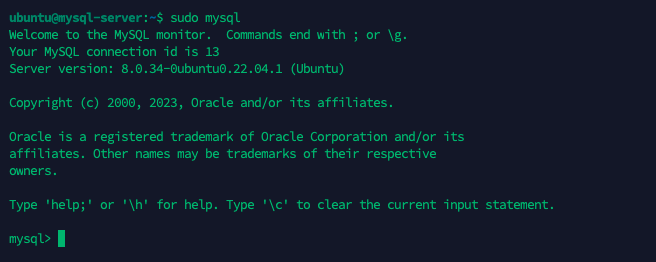 ubuntu@mysql-server:~$ sudo mysql
Welcome to the MySQL monitor.  Commands end with ; or \g.
Your MySQL connection id is 13
Server version: 8.0.34-0ubuntu0.22.04.1 (Ubuntu)
Copyright (c) 2000, 2023, Oracle and/or its affiliates.
Oracle is a registered trademark of Oracle Corporation and/or its
affiliates. Other names may be trademarks of their respective
owners.
Type 'help;' or '\h' for help. Type '\c' to clear the current input statement.
mysql>